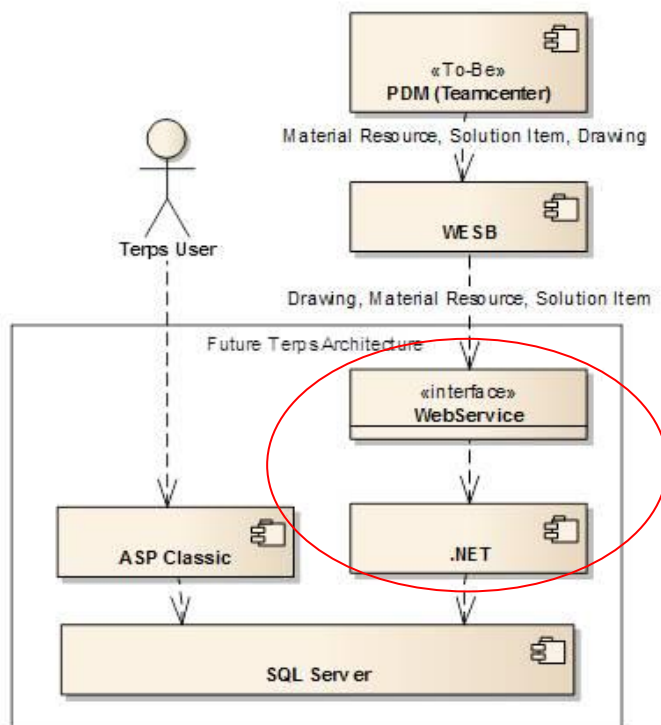 «To-Be»
PDM (Teamcenter)
Material Resource, Solution Item, Drawing
WESB
Terps User
Drawing, Material Resource, Solution Item
Future Terps Architecture
«interface»
WebService
ASP Classic
.NET
SQL Server